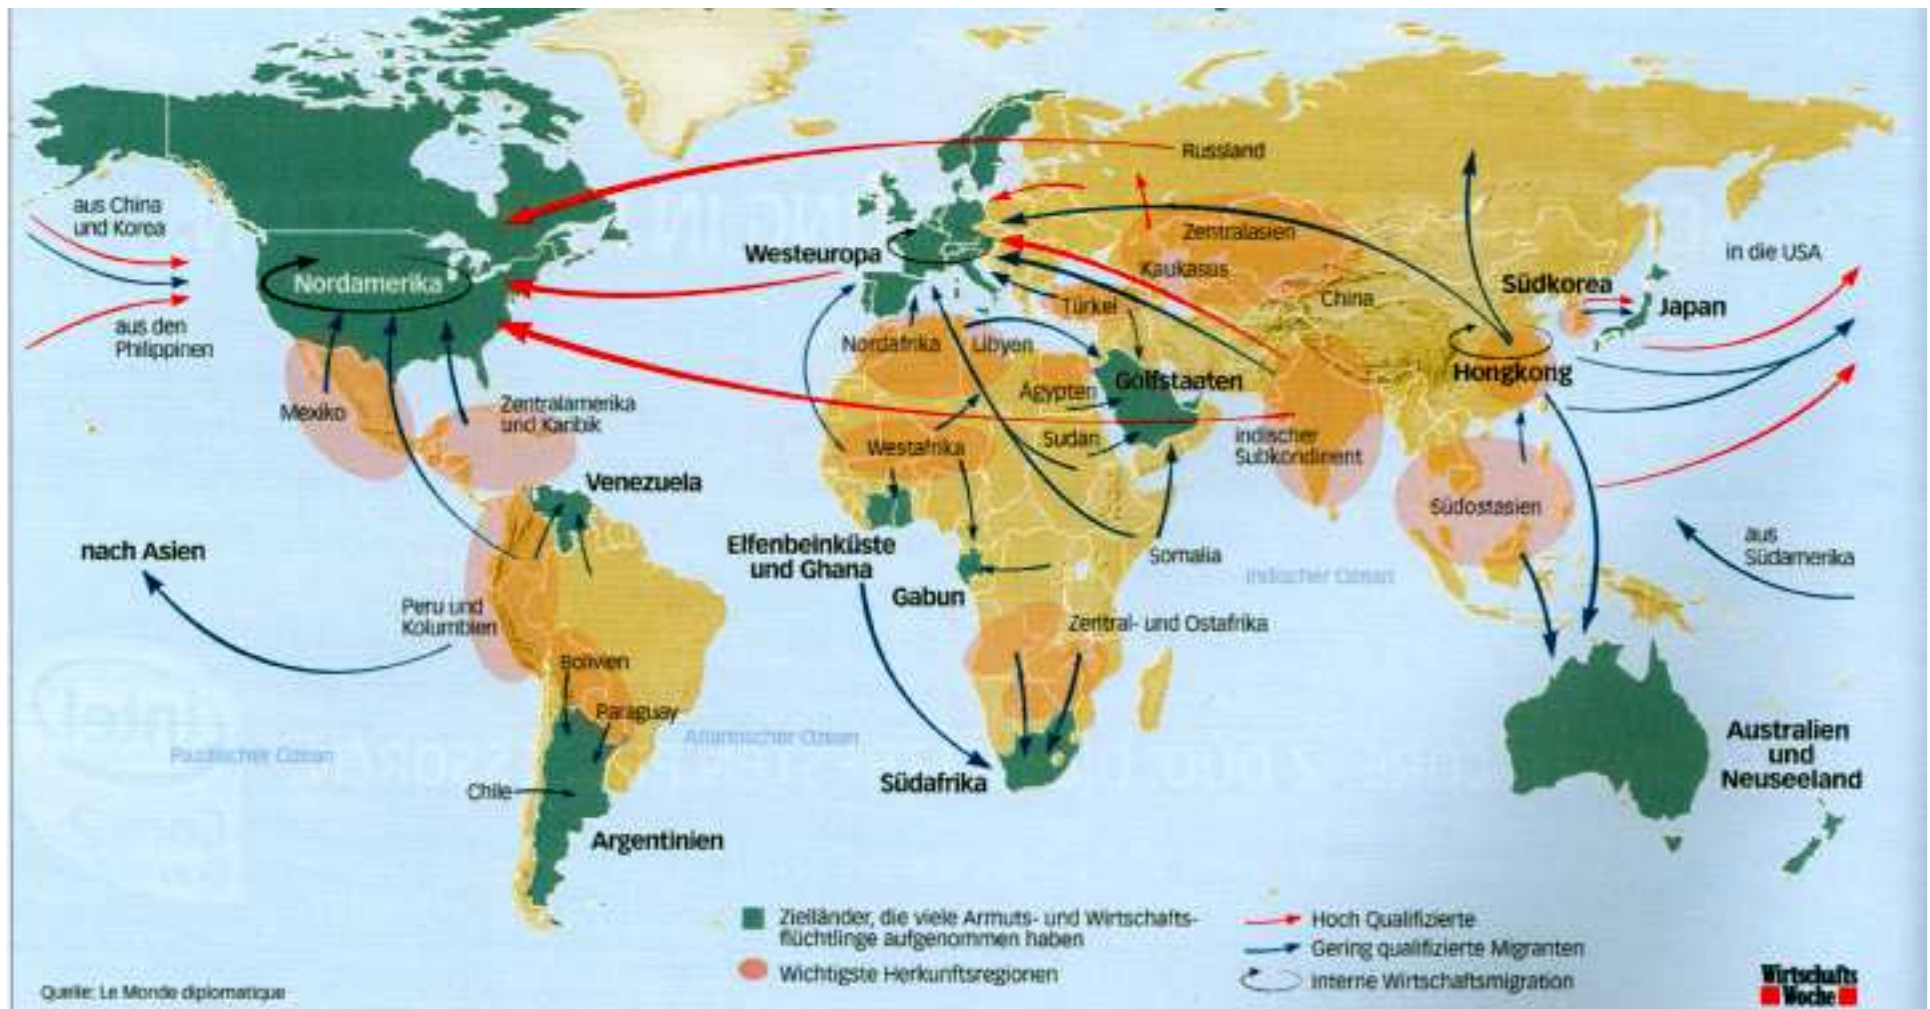 aus China
und Korea
aus den
Philippinen
Nordamerika
Mexiko
Zentralamerika
und Karibik
Venezuela
nach Asien
Peru und
Kolumbien
Bolivien
Paraguay
Chile
Argentinien
Pazifischer Ozean
Atlantischer Ozean
Westeuropa
Russland
Zentralasien
Kaukasus
Türkei
China
Nordafrika
Libyen
Ägypten
Golfstaaten
Westafrika
Sudan
indischer
Subkondinent
Elfenbeinküste
und Ghana
Gabun
Somalia
Indischer Ozean
Zentral- und Ostafrika
Südafrika
Südkorea
Japan
in die USA
Hongkong
Südostasien
aus
Südamerika
Australien
und
Neuseeland
Zielländer, die viele Armuts- und Wirtschafts-
flüchtlinge aufgenommen haben
Wichtigste Herkunftsregionen
Hoch Qualifizierte
Gering qualifizierte Migranten
Interne Wirtschaftsmigration
Quelle: Le Monde diplomatique
Wirtschafts
Woche